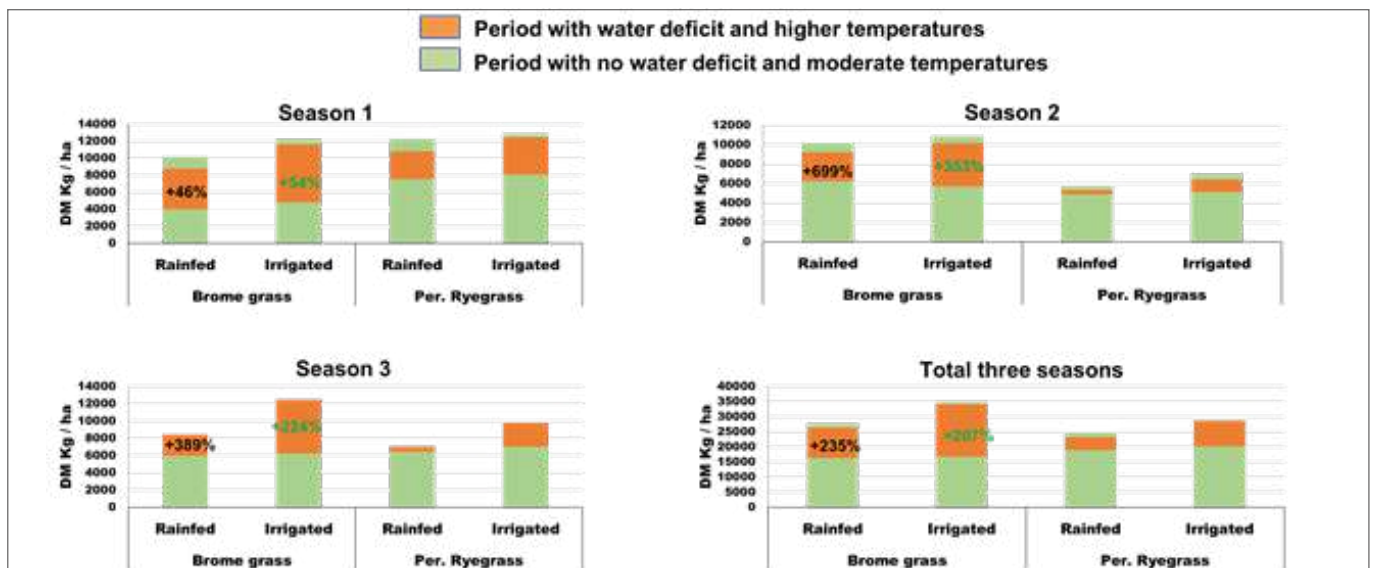 Period with water deficit and higher temperatures
Period with no water deficit and moderate temperatures
Season 1
14000
12000
10000
8000
6000
4000
2000
0
DM Kg / ha
+46%
+54%
Rainfed Irrigated Rainfed Irrigated
Brome grass Per. Ryegrass
Season 2
12000
10000
8000
6000
4000
2000
0
DM Kg / ha
+699%
+353%
Rainfed Irrigated Rainfed Irrigated
Brome grass Per. Ryegrass
Season 3
14000
12000
10000
8000
6000
4000
2000
0
DM Kg / ha
+389%
+224%
Rainfed Irrigated Rainfed Irrigated
Brome grass Per. Ryegrass
Total three seasons
40000
35000
30000
25000
20000
15000
10000
5000
0
DM Kg / ha
+235%
+207%
Rainfed Irrigated Rainfed Irrigated
Brome grass Per. Ryegrass